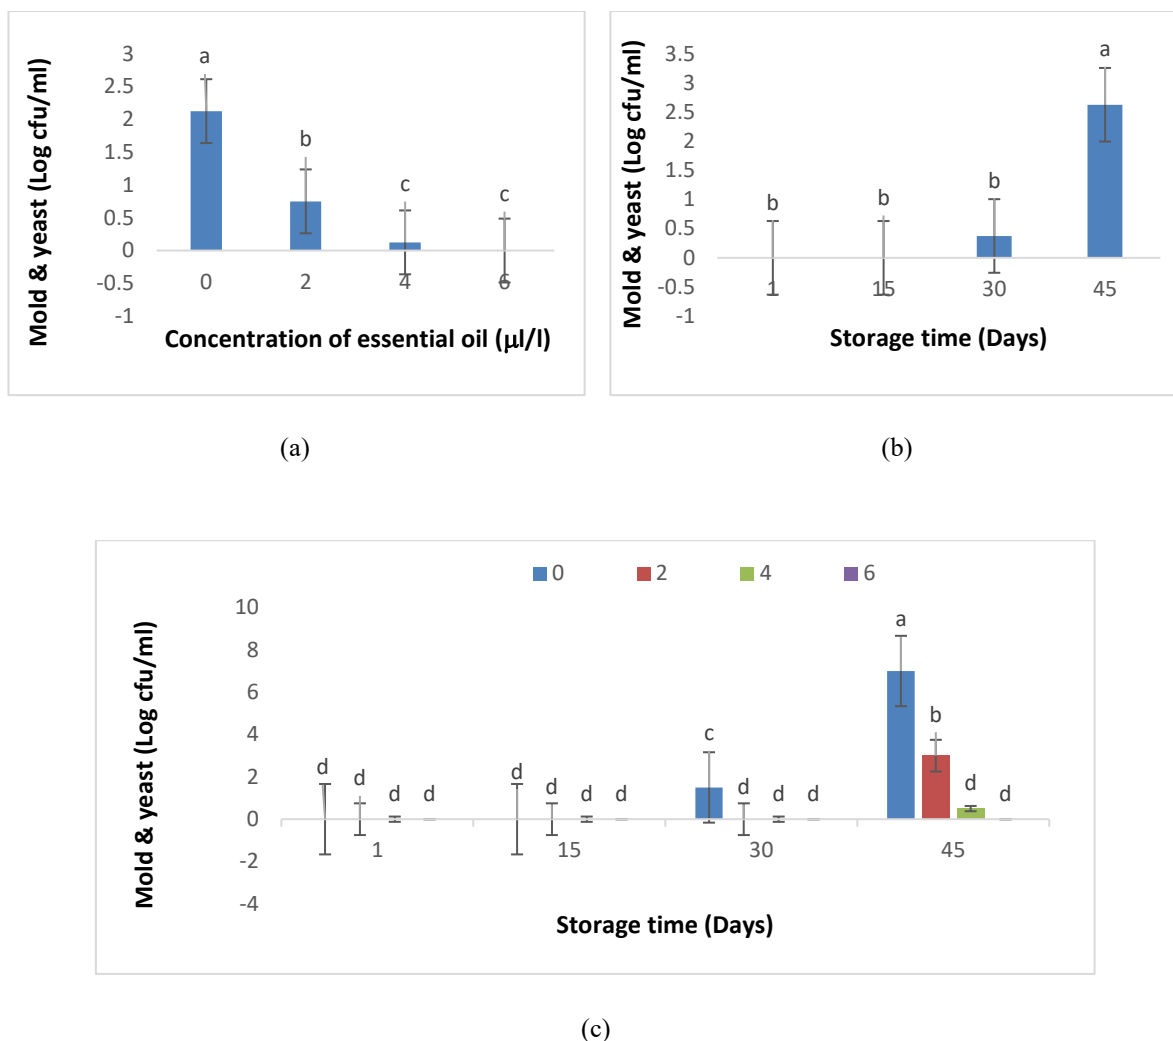 Mold & yeast (Log cfu/ml)
3
2.5
2
1.5
1
0.5
0
-0.5
-1
a
b
c
c
0
2
4
6
Concentration of essential oil (µl/l)
(a)
Mold & yeast (Log cfu/ml)
3.5
3
2.5
2
1.5
1
0.5
0
-0.5
-1
b
b
b
a
1
15
30
45
Storage time (Days)
(b)
0 2 4 6
Mold & yeast (Log cfu/ml)
10
8
6
4
2
0
-2
-4
d d d d
d d d d
c d d d
a b d d
1
15
30
45
Storage time (Days)
(c)